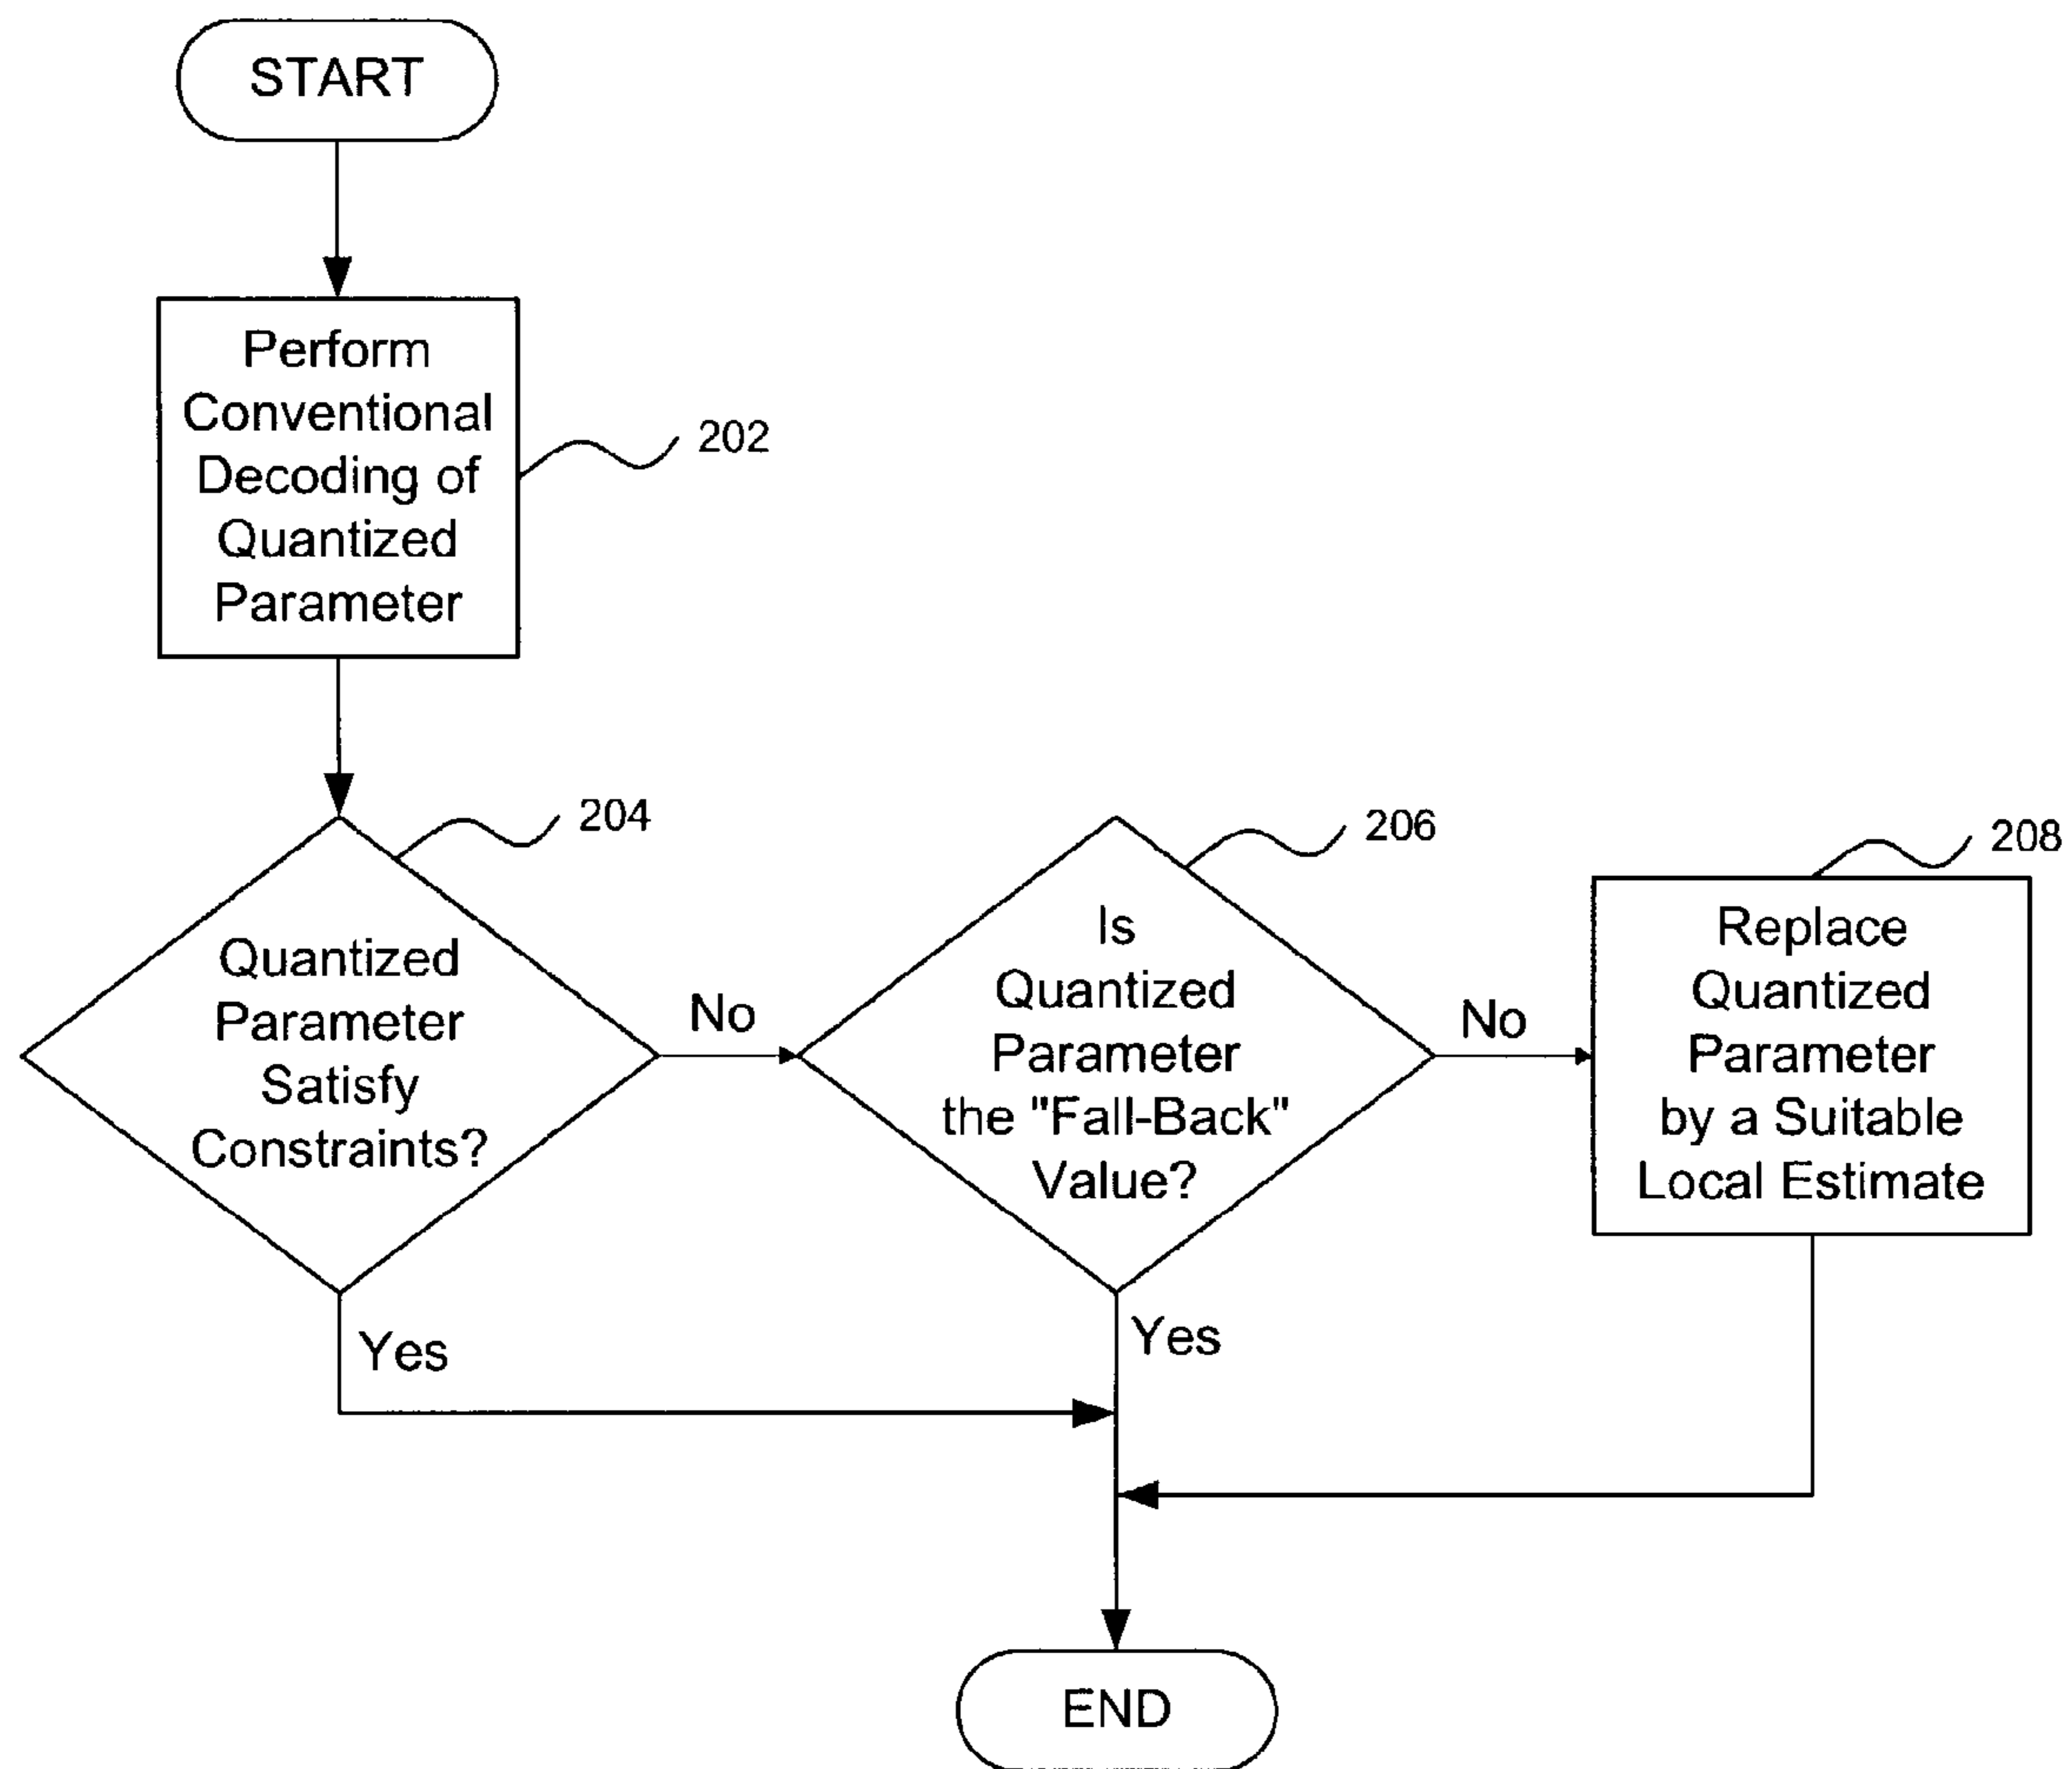 START
Perform
Conventional
Decoding of
Quantized
Parameter
202
204
Quantized
Parameter
Satisfy
Constraints?
No
Yes
206
Is
Quantized
Parameter
the "Fall-Back"
Value?
No
Yes
208
Replace
Quantized
Parameter
by a Suitable
Local Estimate
END